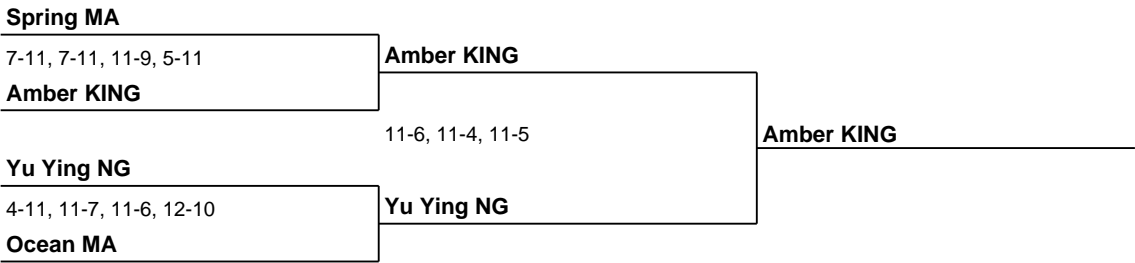 Spring MA
7-11, 7-11, 11-9, 5-11
Amber KING
Amber KING
11-6, 11-4, 11-5
Amber KING
Yu Ying NG
4-11, 11-7, 11-6, 12-10
Yu Ying NG
Ocean MA